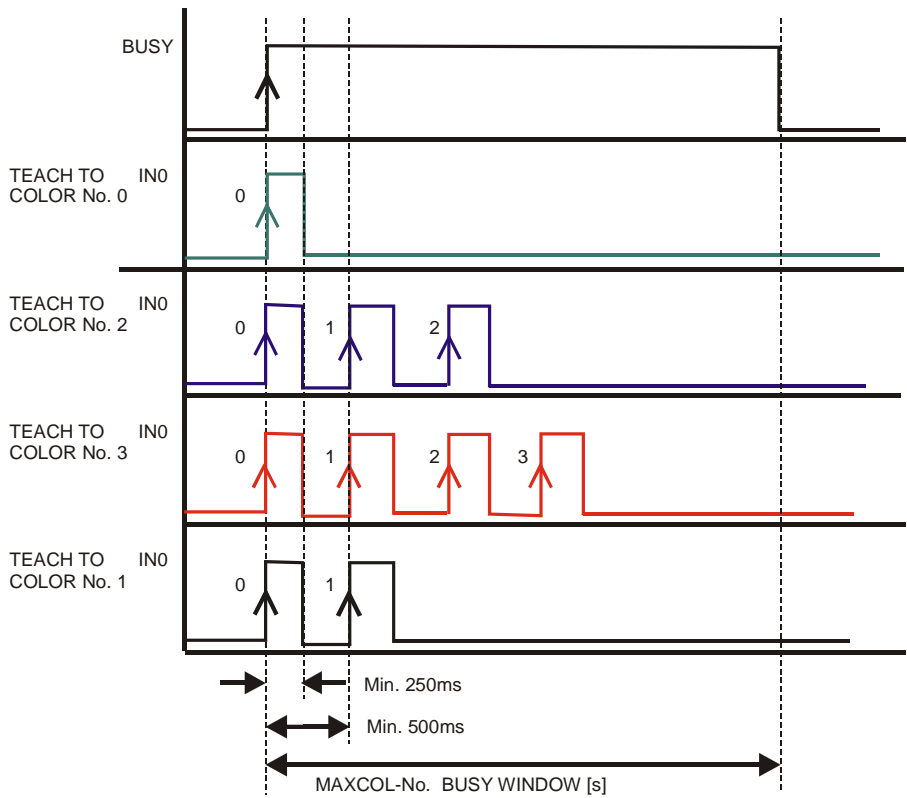 BUSY
TEACH TO IN0
COLOR No. 0
0
TEACH TO IN0
COLOR No. 2
0 1 2
TEACH TO IN0
COLOR No. 3
0 1 2 3
TEACH TO IN0
COLOR No. 1
0 1
Min. 250ms
Min. 500ms
MAXCOL-No. BUSY WINDOW [s]